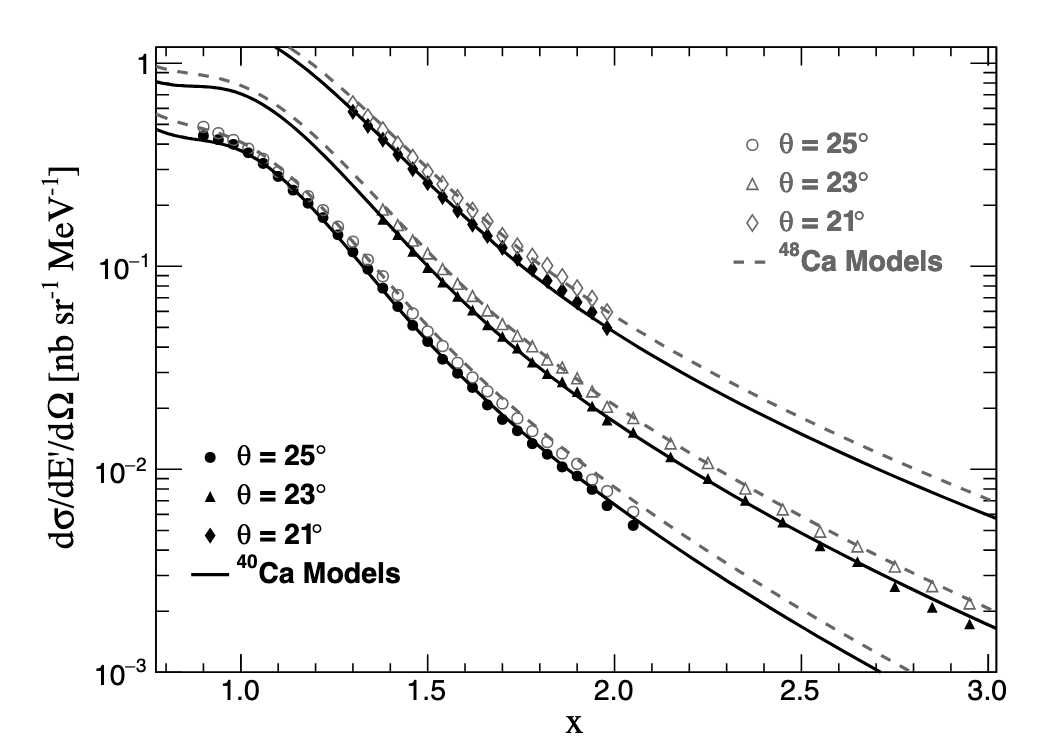 dσ/dE'/dΩ [nb sr⁻¹ MeV⁻¹]
1
10⁻¹
10⁻²
10⁻³
θ = 25°
θ = 23°
θ = 21°
⁴⁸Ca Models
θ = 25°
θ = 23°
θ = 21°
⁴⁰Ca Models
1.0 1.5 2.0 2.5 3.0
x